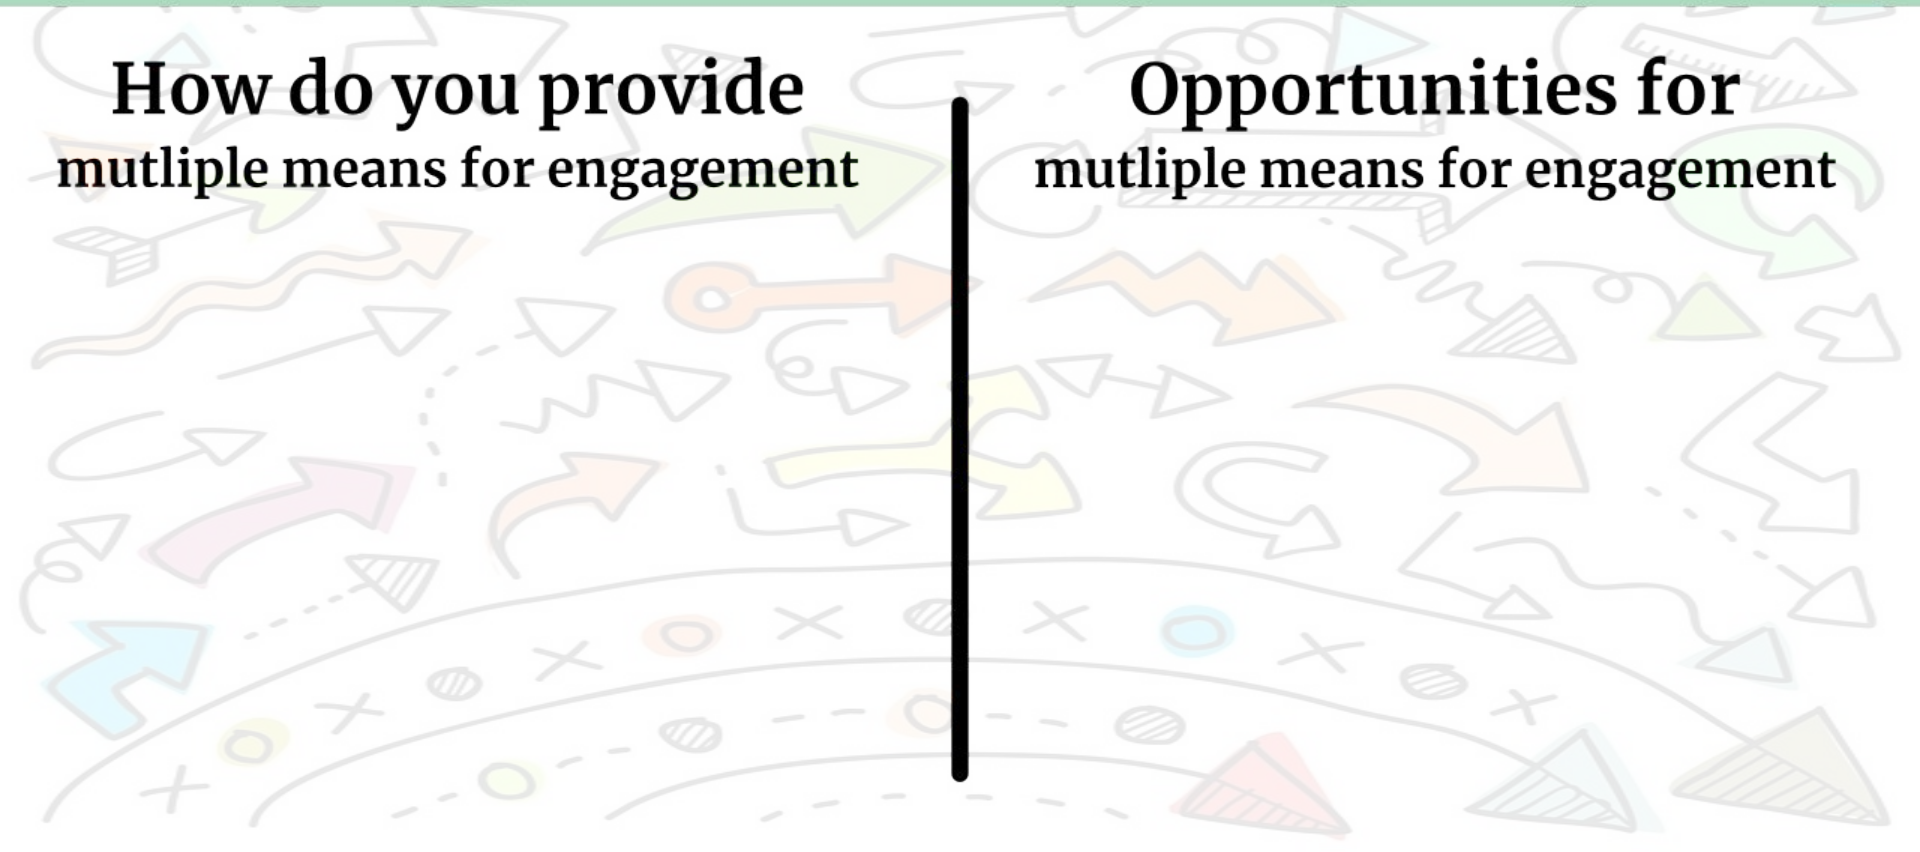 How do you provide
mutliple means for engagement
Opportunities for
mutliple means for engagement